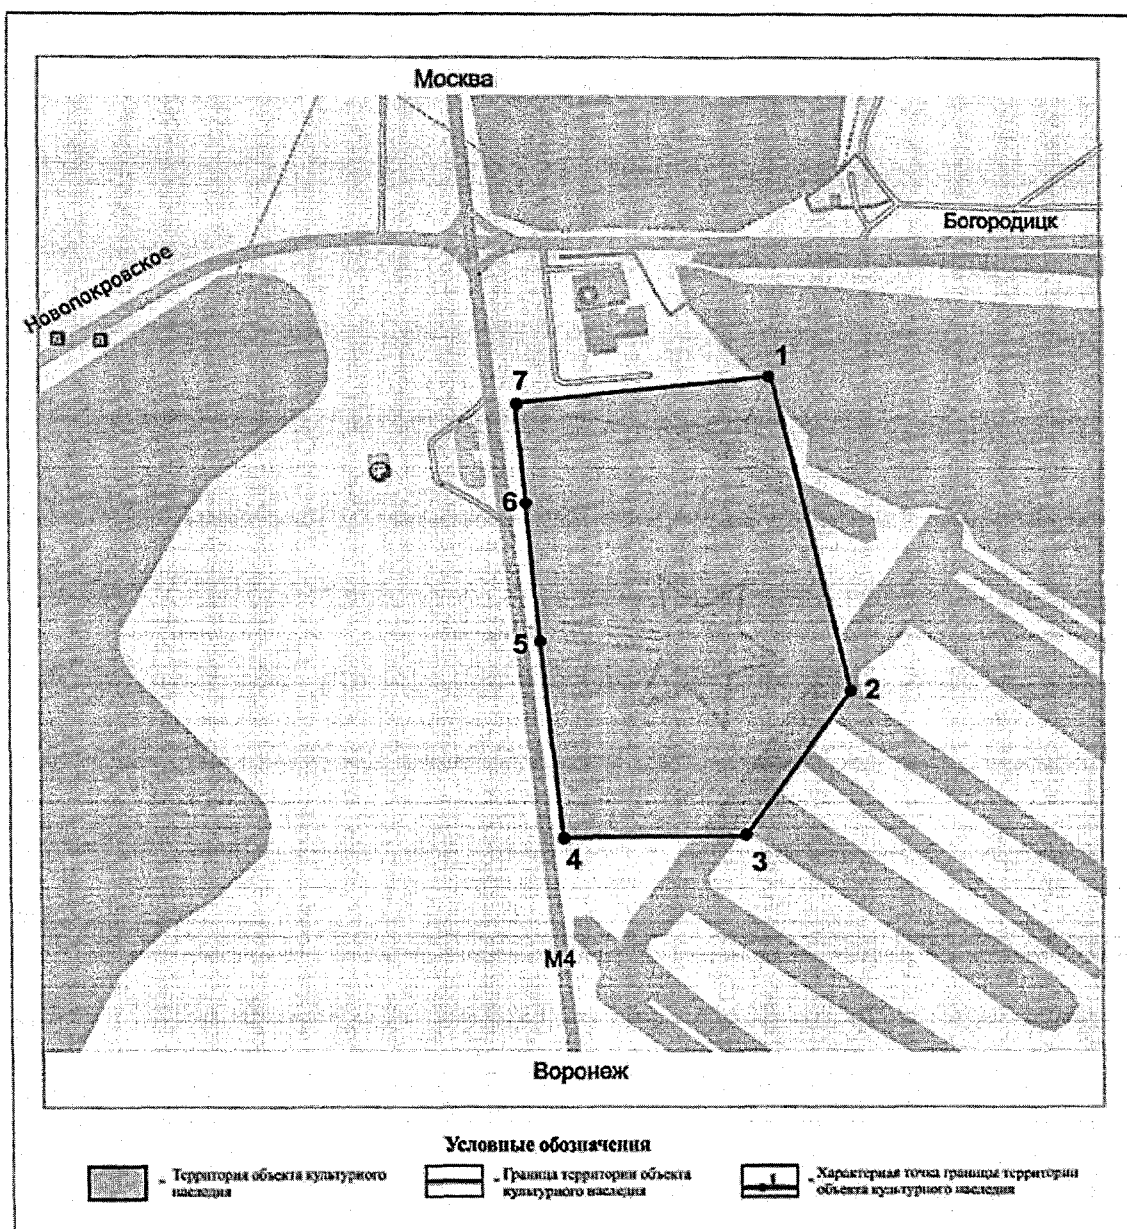 Москва
Богородицк
Новопокровское
1
7
6
5
2
4
3
М4
Воронеж
Условные обозначения
- Территория объекта культурного
наследия
- Граница территории объекта
культурного наследия
1
- Характерная точка границы территории
объекта культурного наследия